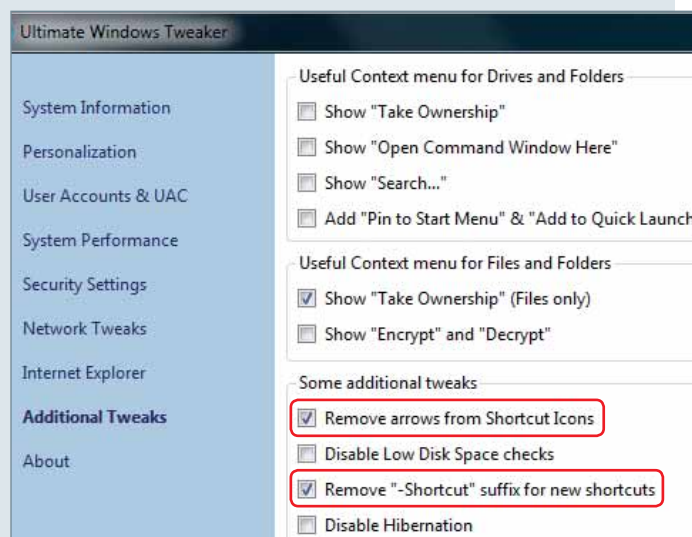 Ultimate Windows Tweaker
System Information
Personalization
User Accounts & UAC
System Performance
Security Settings
Network Tweaks
Internet Explorer
Additional Tweaks
About
Useful Context menu for Drives and Folders
Show "Take Ownership"
Show "Open Command Window Here"
Show "Search..."
Add "Pin to Start Menu" & "Add to Quick Launch
Useful Context menu for Files and Folders
Show "Take Ownership" (Files only)
Show "Encrypt" and "Decrypt"
Some additional tweaks
Remove arrows from Shortcut Icons
Disable Low Disk Space checks
Remove "-Shortcut" suffix for new shortcuts
Disable Hibernation